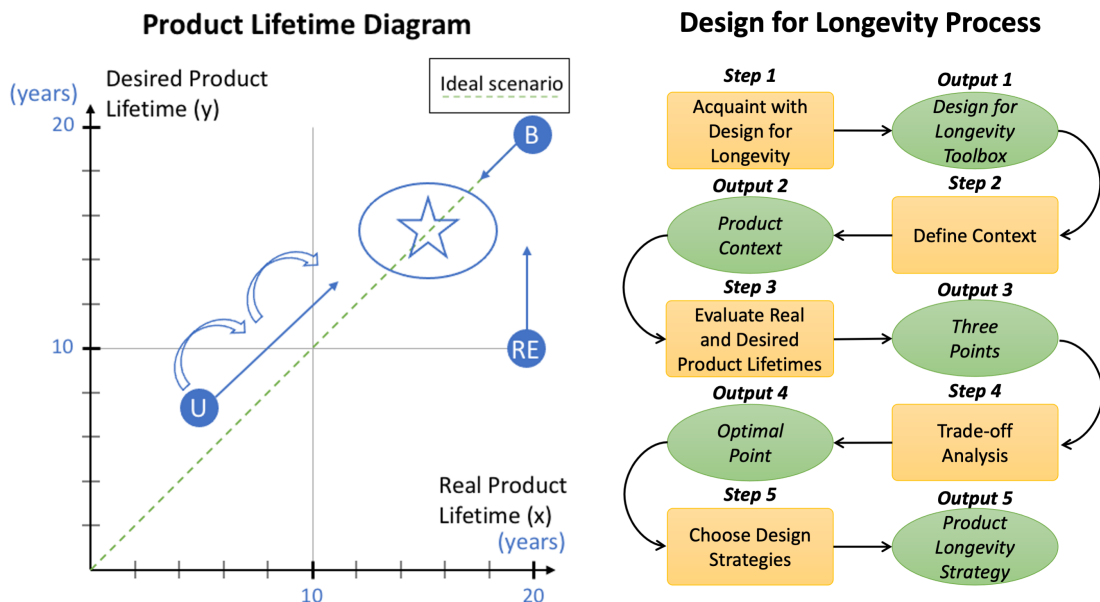 Product Lifetime Diagram
Desired Product
Lifetime (y)
(years)
20
Ideal scenario
B
10
RE
U
Real Product
Lifetime (x)
(years)
10
20
Design for Longevity Process
Step 1
Acquaint with
Design for
Longevity
Output 1
Design for
Longevity
Toolbox
Step 2
Define Context
Output 2
Product
Context
Step 3
Evaluate Real
and Desired
Product Lifetimes
Output 3
Three
Points
Step 4
Trade-off
Analysis
Output 4
Optimal
Point
Step 5
Choose Design
Strategies
Output 5
Product
Longevity
Strategy